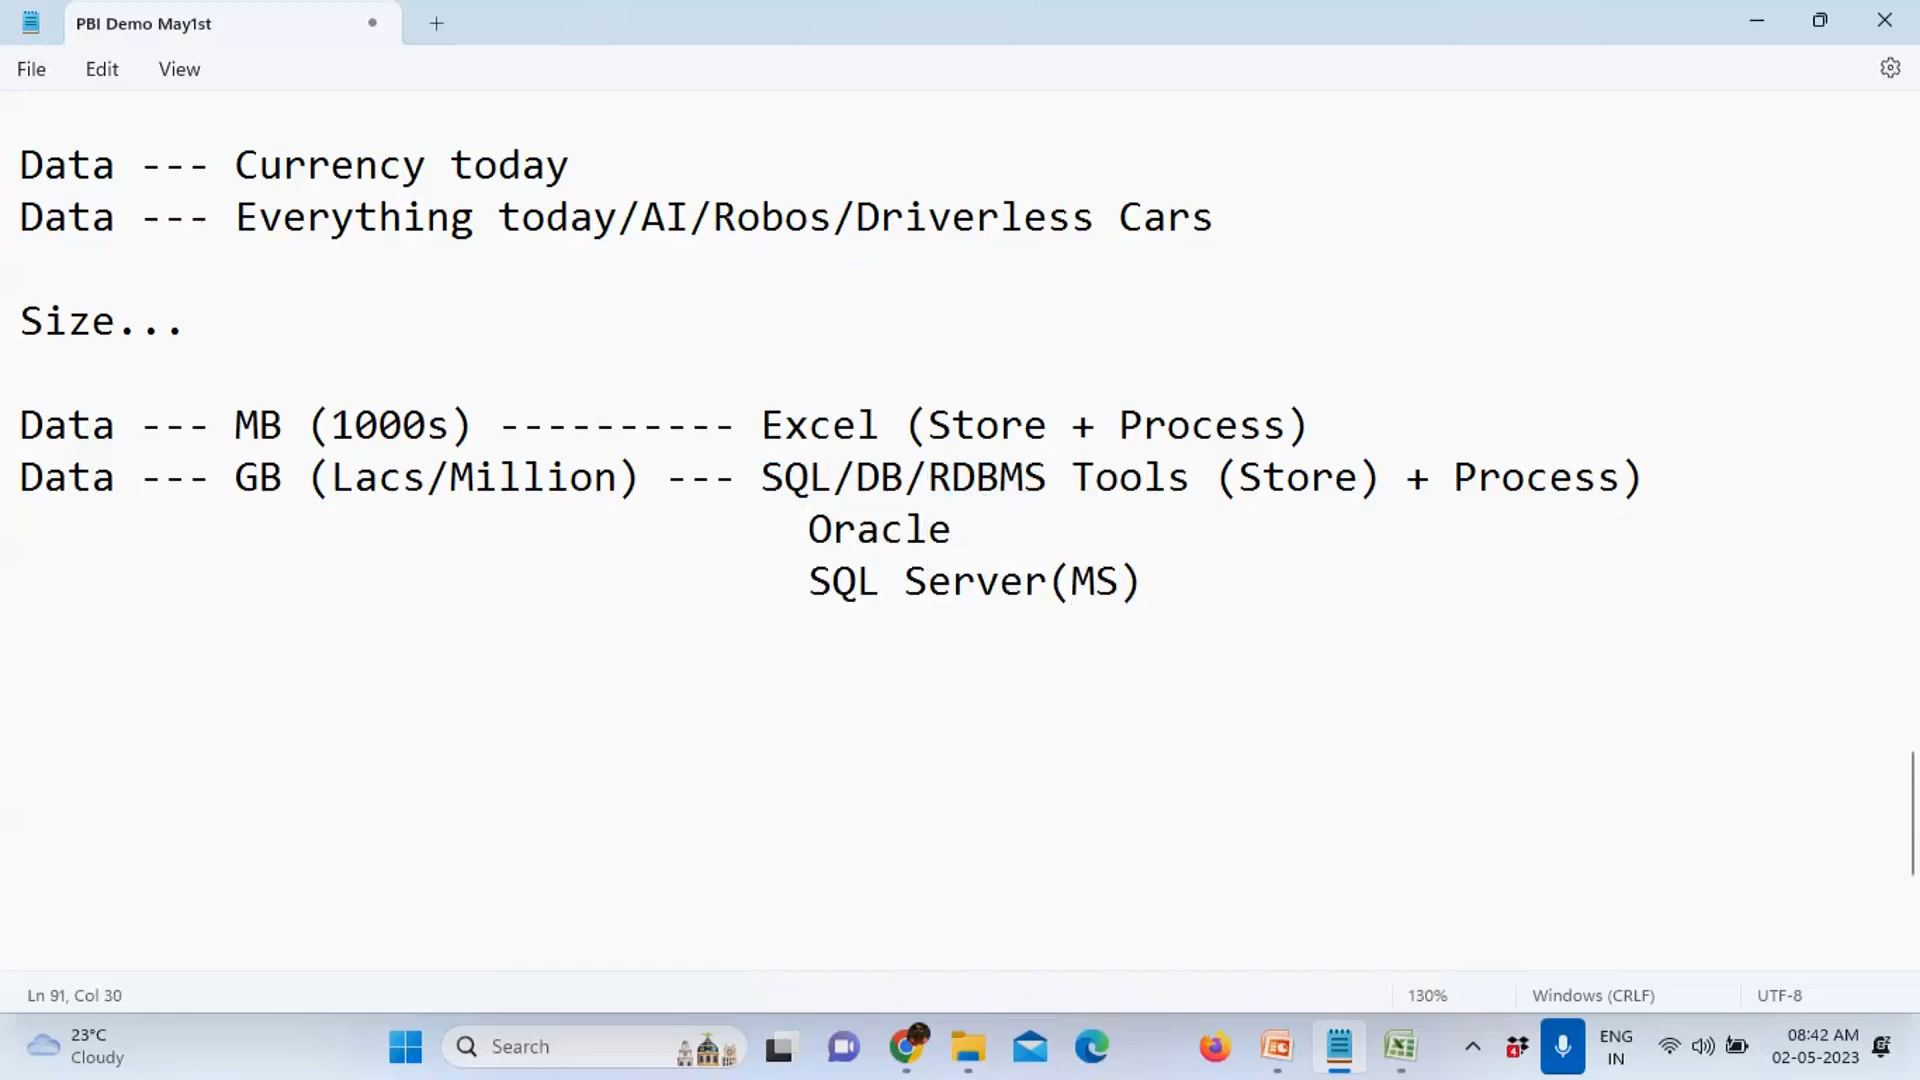 PBI Demo May1st
File Edit View
Data --- Currency today
Data --- Everything today/AI/Robos/Driverless Cars
Size...
Data --- MB (1000s) ---------- Excel (Store + Process)
Data --- GB (Lacs/Million) --- SQL/DB/RDBMS Tools (Store) + Process)
Oracle
SQL Server(MS)
Ln 91, Col 30 130% Windows (CRLF) UTF-8
23°C
Cloudy
Search
4
ENG
IN
08:42 AM
02-05-2023